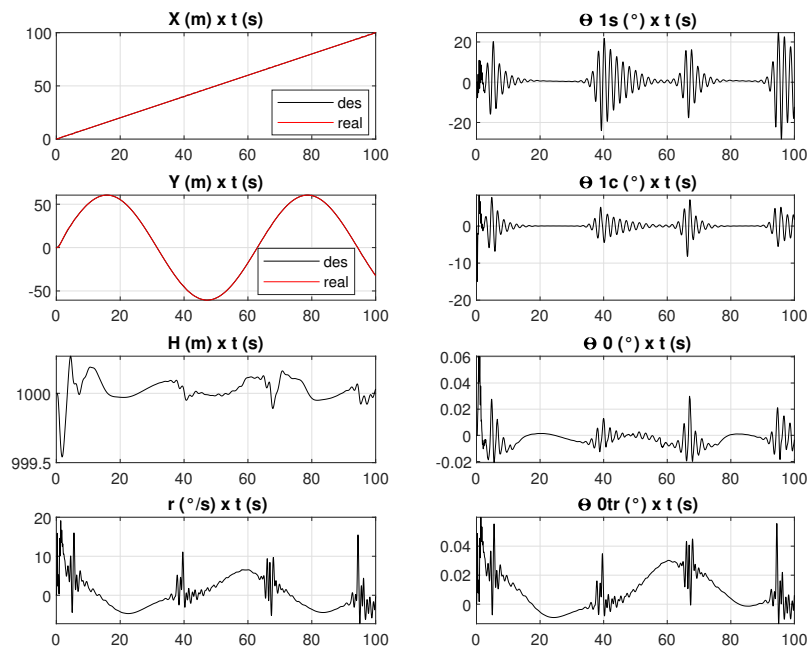 X (m) x t (s)
100
50
0
des
real
0 20 40 60 80 100
Θ 1s (°) x t(s)
20
0
-20
0 20 40 60 80 100
Y (m) x t (s)
50
0
-50
des
real
0 20 40 60 80 100
Θ 1c (°) x t(s)
0
-10
-20
0 20 40 60 80 100
H (m) x t (s)
1000
999.5
0 20 40 60 80 100
Θ 0 (°) x t(s)
0.06
0.04
0.02
0
-0.02
0 20 40 60 80 100
r (°/s) x t (s)
20
10
0
0 20 40 60 80 100
Θ 0tr (°) x t(s)
0.04
0.02
0
0 20 40 60 80 100